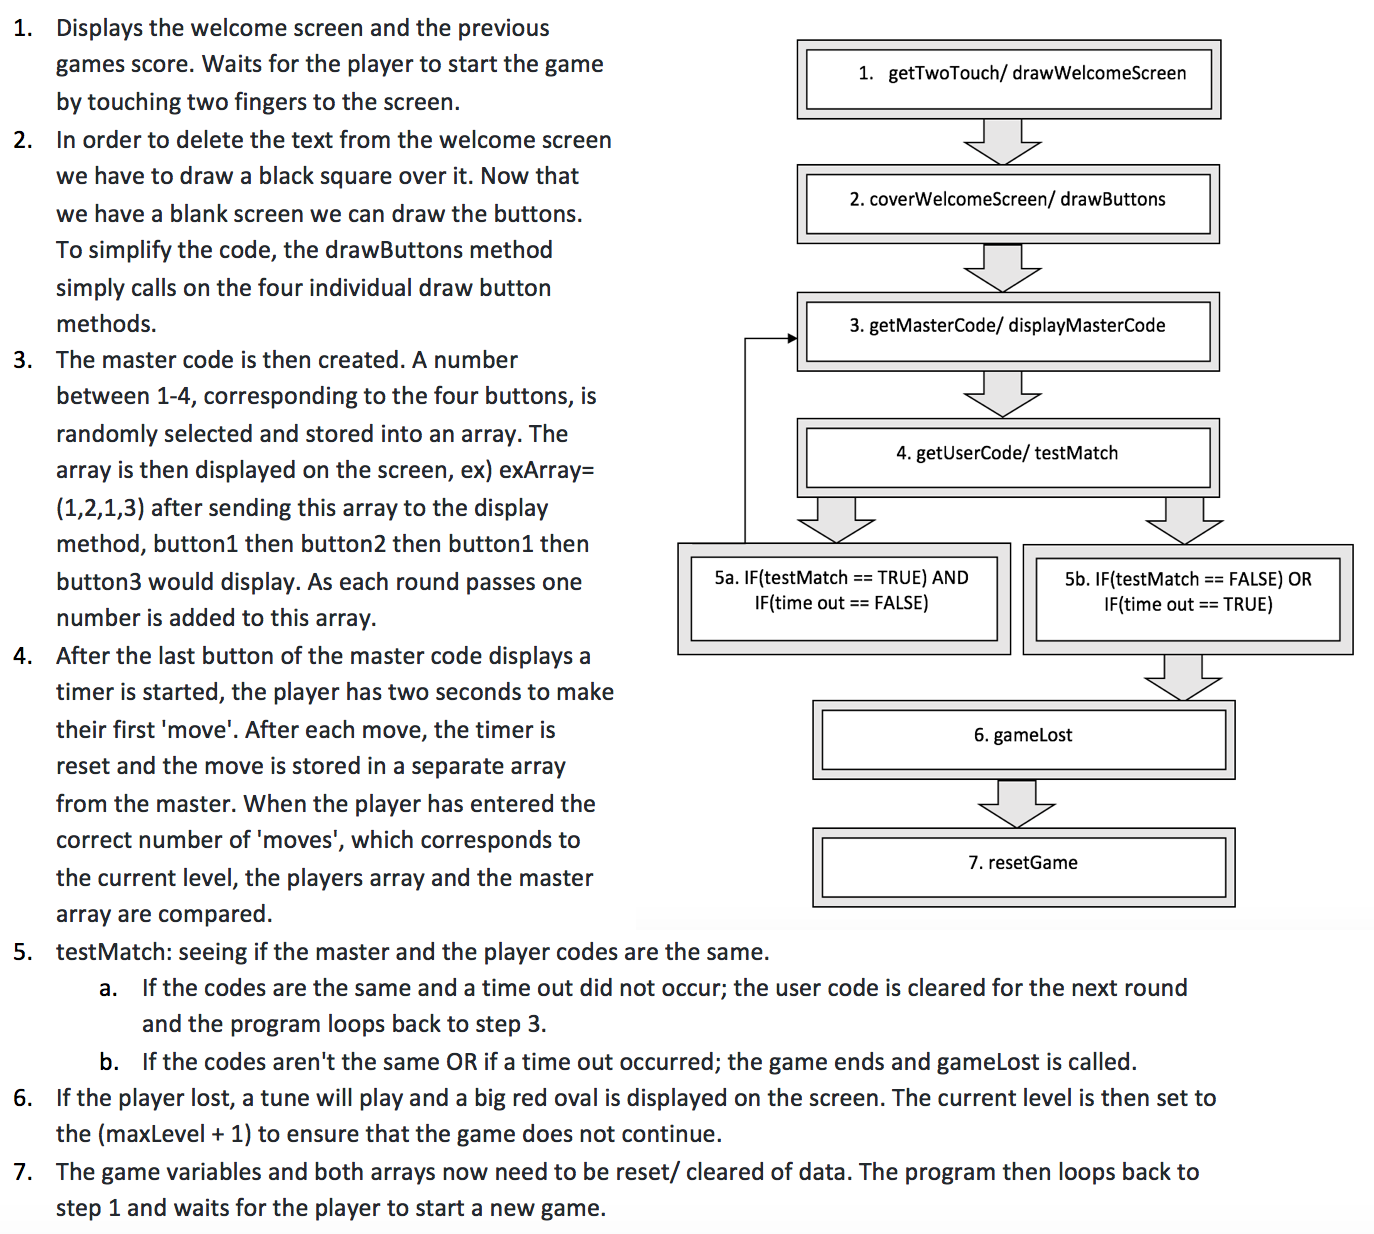 1. Displays the welcome screen and the previous
games score. Waits for the player to start the game
by touching two fingers to the screen.
2. In order to delete the text from the welcome screen
we have to draw a black square over it. Now that
we have a blank screen we can draw the buttons.
To simplify the code, the drawButtons method
simply calls on the four individual draw button
methods.
3. The master code is then created. A number
between 1-4, corresponding to the four buttons, is
randomly selected and stored into an array. The
array is then displayed on the screen, ex) exArray=
(1,2,1,3) after sending this array to the display
method, button1 then button2 then button1 then
button3 would display. As each round passes one
number is added to this array.
4. After the last button of the master code displays a
timer is started, the player has two seconds to make
their first 'move'. After each move, the timer is
reset and the move is stored in a separate array
from the master. When the player has entered the
correct number of 'moves', which corresponds to
the current level, the players array and the master
array are compared.
5. testMatch: seeing if the master and the player codes are the same.
a. If the codes are the same and a time out did not occur; the user code is cleared for the next round
and the program loops back to step 3.
b. If the codes aren't the same OR if a time out occurred; the game ends and gameLost is called.
6. If the player lost, a tune will play and a big red oval is displayed on the screen. The current level is then set to
the (maxLevel + 1) to ensure that the game does not continue.
7. The game variables and both arrays now need to be reset/ cleared of data. The program then loops back to
step 1 and waits for the player to start a new game.
1. getTwoTouch/ drawWelcomeScreen
2. coverWelcomeScreen/ drawButtons
3. getMasterCode/ displayMasterCode
4. getUserCode/ testMatch
5a. IF(testMatch == TRUE) AND
IF(time out == FALSE)
5b. IF(testMatch == FALSE) OR
IF(time out == TRUE)
6. gameLost
7. resetGame